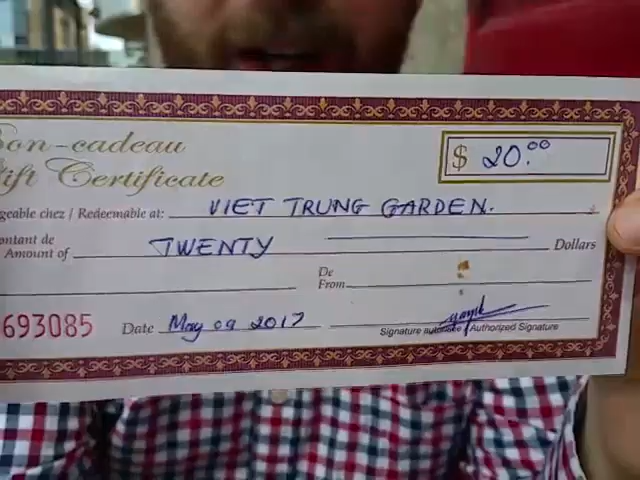 on-cadeau
ift Certificate
$ 20.00
geable chez / Redeemable at: VIET TRUNG GARDEN.
ontant de
Amount of TWENTY Dollars
De
From
693085 Date May 09 2017
Signature autorisée / Authorized Signature